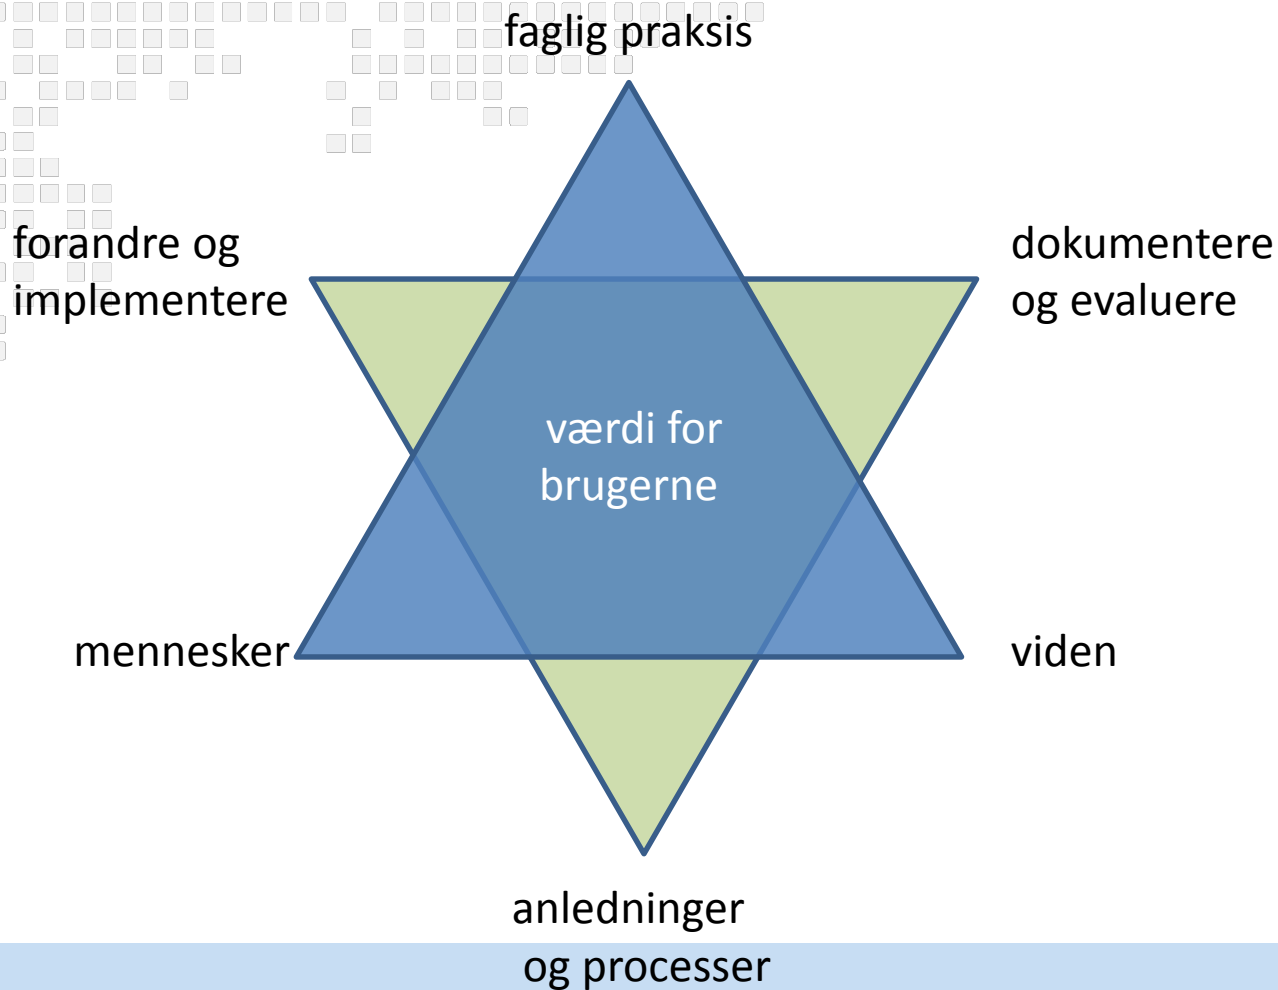 faglig praksis
forandre og
implementere
dokumentere
og evaluere
værdi for
brugerne
mennesker
viden
anledninger
og processer